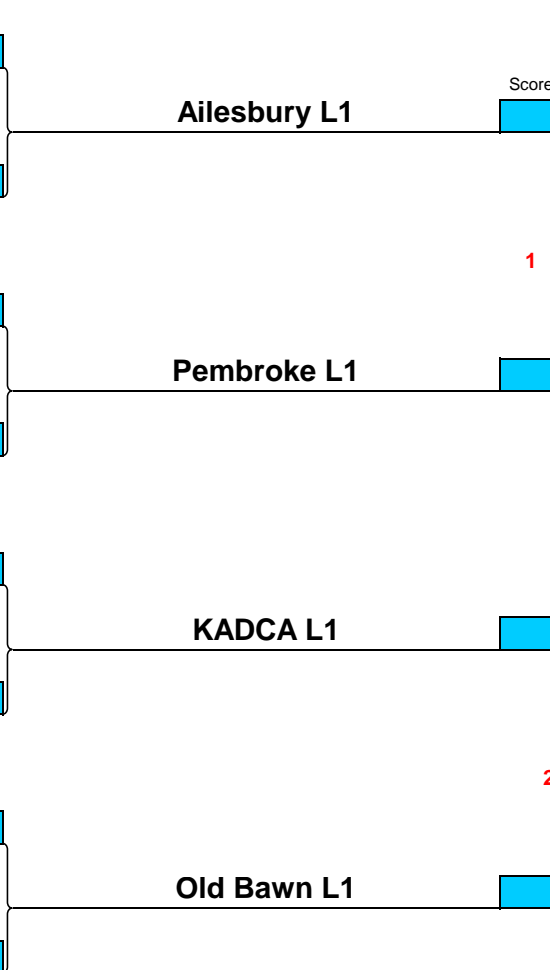 Score
Ailesbury L1
1
Pembroke L1
KADCA L1
2
Old Bawn L1